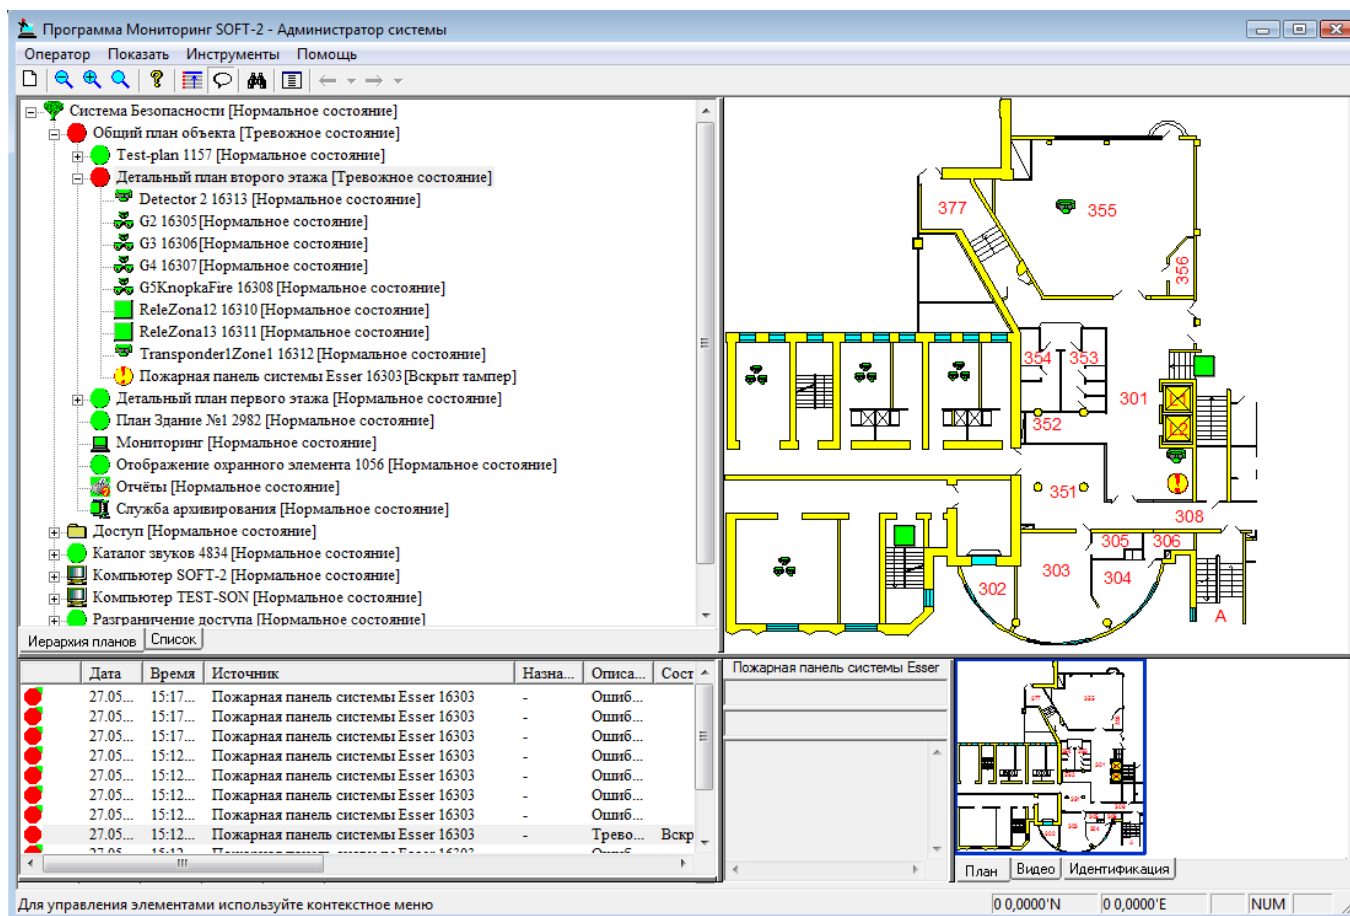 Программа Мониторинг SOFT-2 - Администратор системы
Оператор Показать Инструменты Помощь
Система Безопасности [Нормальное состояние]
Общий план объекта [Тревожное состояние]
Test-plan 1157 [Нормальное состояние]
Детальный план второго этажа [Тревожное состояние]
Detector 2 16313 [Нормальное состояние]
G2 16305[Нормальное состояние]
G3 16306[Нормальное состояние]
G4 16307[Нормальное состояние]
G5KnopkaFire 16308 [Нормальное состояние]
ReleZona12 16310 [Нормальное состояние]
ReleZona13 16311 [Нормальное состояние]
Transponder1Zone1 16312 [Нормальное состояние]
Пожарная панель системы Esser 16303[Вскрыт тампер]
Детальный план первого этажа [Нормальное состояние]
План Здание №1 2982 [Нормальное состояние]
Мониторинг [Нормальное состояние]
Отображение охранного элемента 1056 [Нормальное состояние]
Отчёты [Нормальное состояние]
Служба архивирования [Нормальное состояние]
Доступ [Нормальное состояние]
Каталог звуков 4834 [Нормальное состояние]
Компьютер SOFT-2 [Нормальное состояние]
Компьютер TEST-SON [Нормальное состояние]
Разграничение доступа [Нормальное состояние]
Иерархия планов Список
377
355
356
354 353
301
L1
352
L2
351
308
305 306
303
304
302
A
Дата Время Источник Назна... Описа... Сост
27.05... 15:17... Пожарная панель системы Esser 16303 - Ошиб...
27.05... 15:17... Пожарная панель системы Esser 16303 - Ошиб...
27.05... 15:17... Пожарная панель системы Esser 16303 - Ошиб...
27.05... 15:12... Пожарная панель системы Esser 16303 - Ошиб...
27.05... 15:12... Пожарная панель системы Esser 16303 - Ошиб...
27.05... 15:12... Пожарная панель системы Esser 16303 - Ошиб...
27.05... 15:12... Пожарная панель системы Esser 16303 - Ошиб...
27.05... 15:12... Пожарная панель системы Esser 16303 - Трево... Вскр
27.05... 15:12... Пожарная панель системы Esser 16303 - Ошиб...
Пожарная панель системы Esser
План Видео Идентификация
Для управления элементами используйте контекстное меню
0 0,0000'N 0 0,0000'E NUM